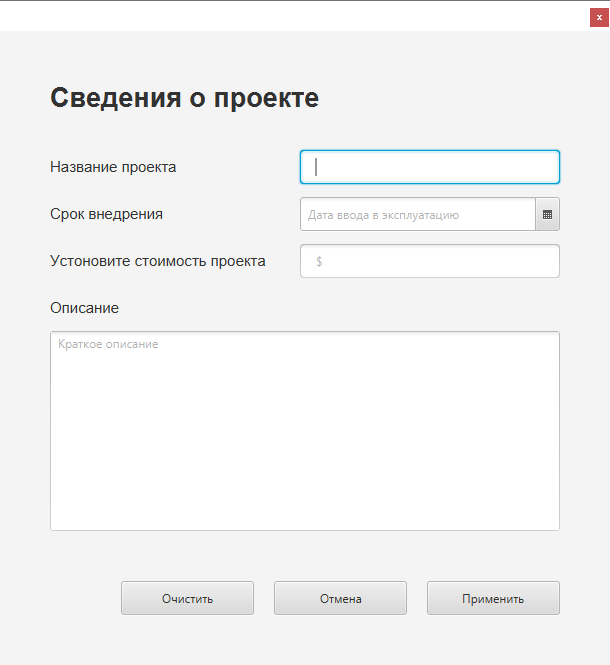 x
Сведения о проекте
Название проекта
Срок внедрения
Дата ввода в эксплуатацию
Устоновите стоимость проекта
$
Описание
Краткое описание
Очистить
Отмена
Применить